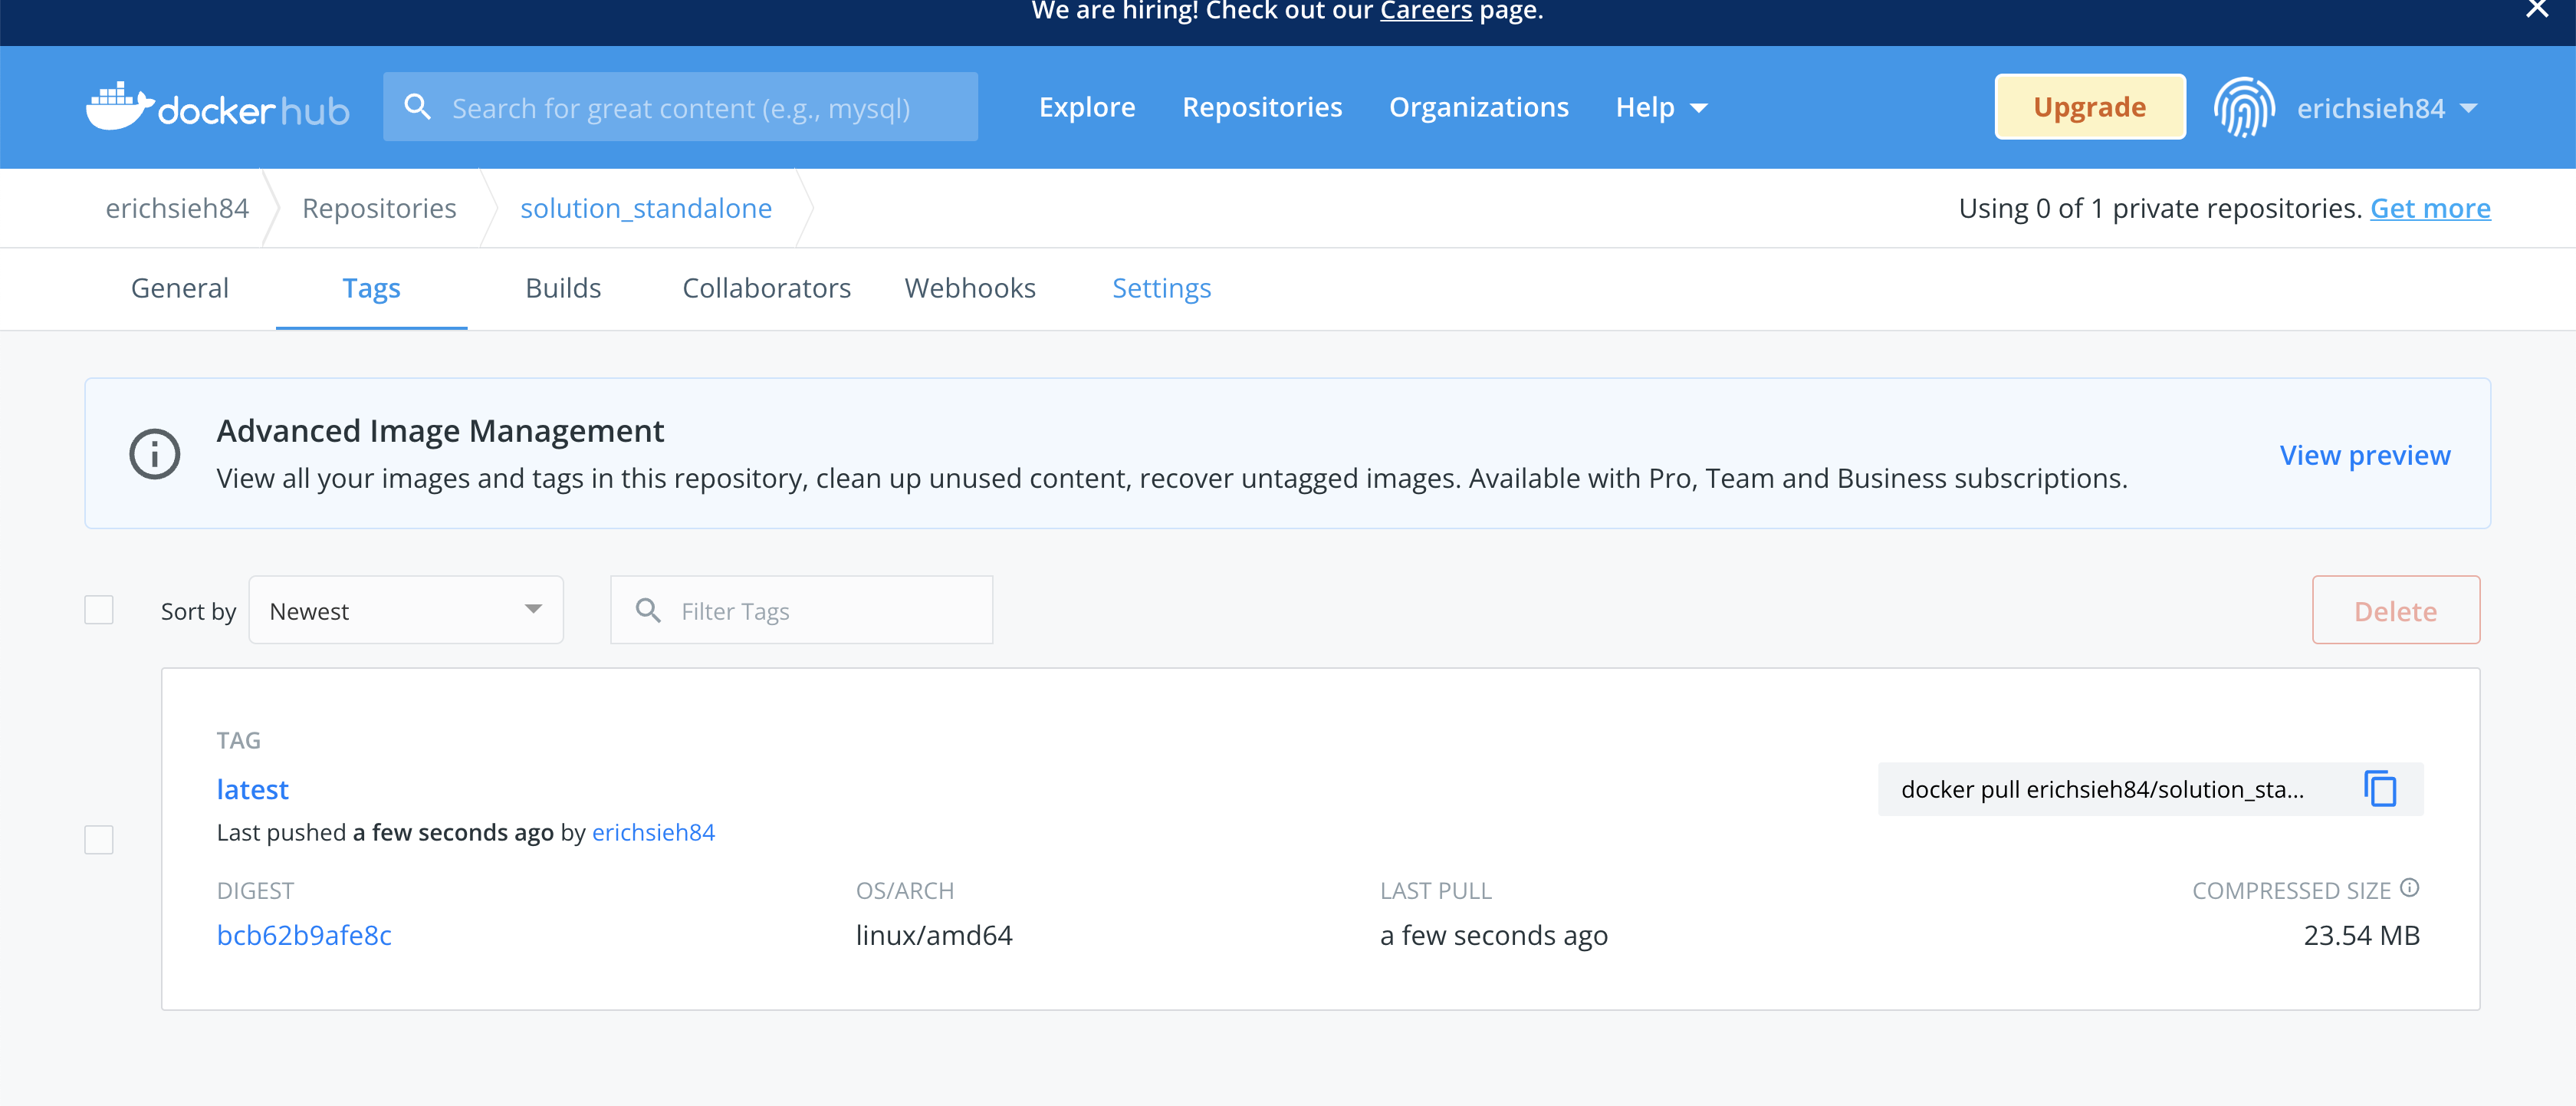 We are hiring! Check out our Careers page.
docker hub
Search for great content (e.g., mysql)
Explore
Repositories
Organizations
Help
Upgrade
erichsieh84
erichsieh84
Repositories
solution_standalone
Using 0 of 1 private repositories. Get more
General
Tags
Builds
Collaborators
Webhooks
Settings
Advanced Image Management
View all your images and tags in this repository, clean up unused content, recover untagged images. Available with Pro, Team and Business subscriptions.
View preview
Sort by
Newest
Filter Tags
Delete
TAG
latest
docker pull erichsieh84/solution_sta...
Last pushed a few seconds ago by erichsieh84
DIGEST
OS/ARCH
LAST PULL
COMPRESSED SIZE
bcb62b9afe8c
linux/amd64
a few seconds ago
23.54 MB